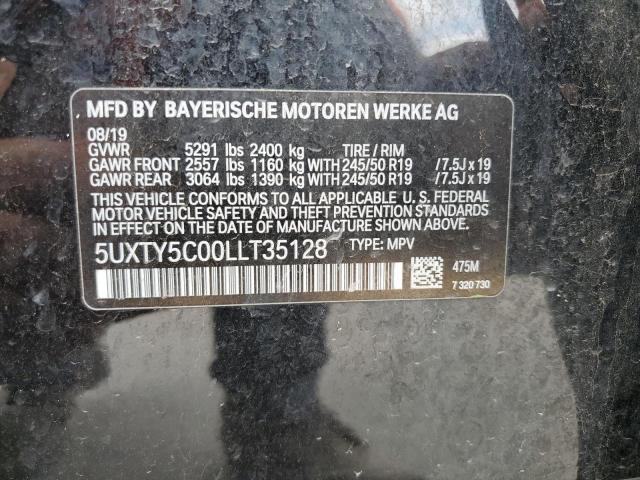 MFD BY BAYERISCHE MOTOREN WERKE AG
08/19
GVWR 5291 lbs 2400 kg TIRE / RIM
GAWR FRONT 2557 lbs 1160 kg WITH 245/50 R19 /7.5J x 19
GAWR REAR 3064 lbs 1390 kg WITH 245/50 R19 /7.5J x 19
THIS VEHICLE CONFORMS TO ALL APPLICABLE U. S. FEDERAL
MOTOR VEHICLE SAFETY AND THEFT PREVENTION STANDARDS
IN EFFECT ON THE DATE OF MANUFACTURE SHOWN ABOVE.
5UXTY5C00LLT35128 TYPE: MPV
475M
7 320 730